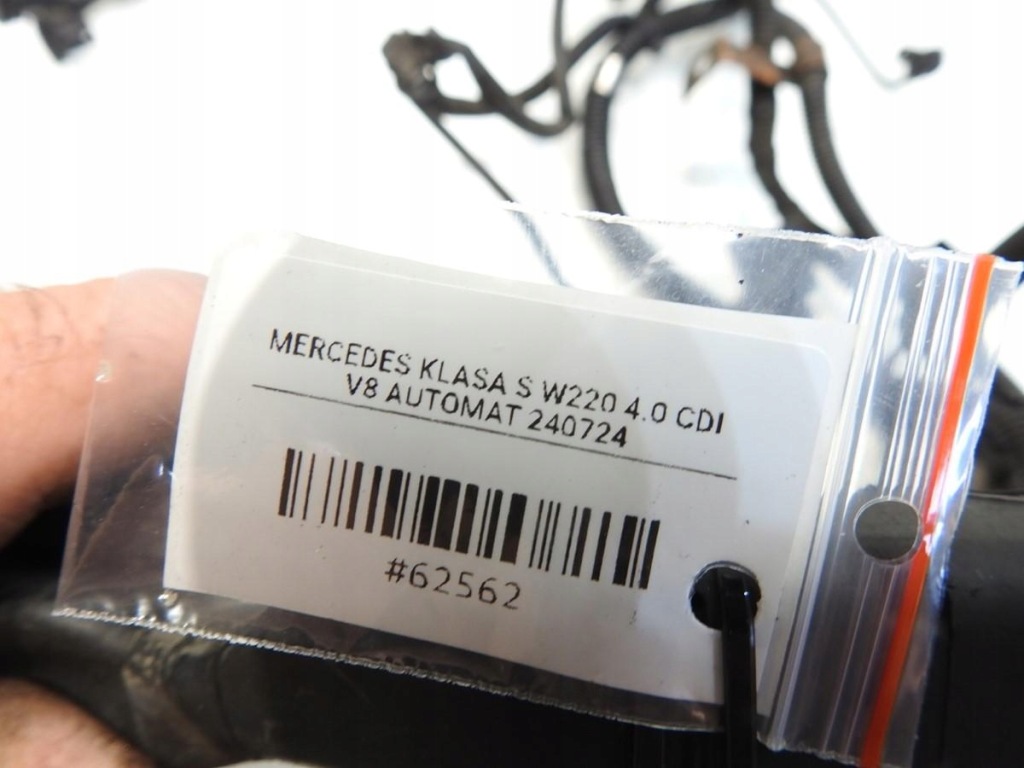 MERCEDES KLASA S W220 4.0 CDI
V8 AUTOMAT 240724
#62562